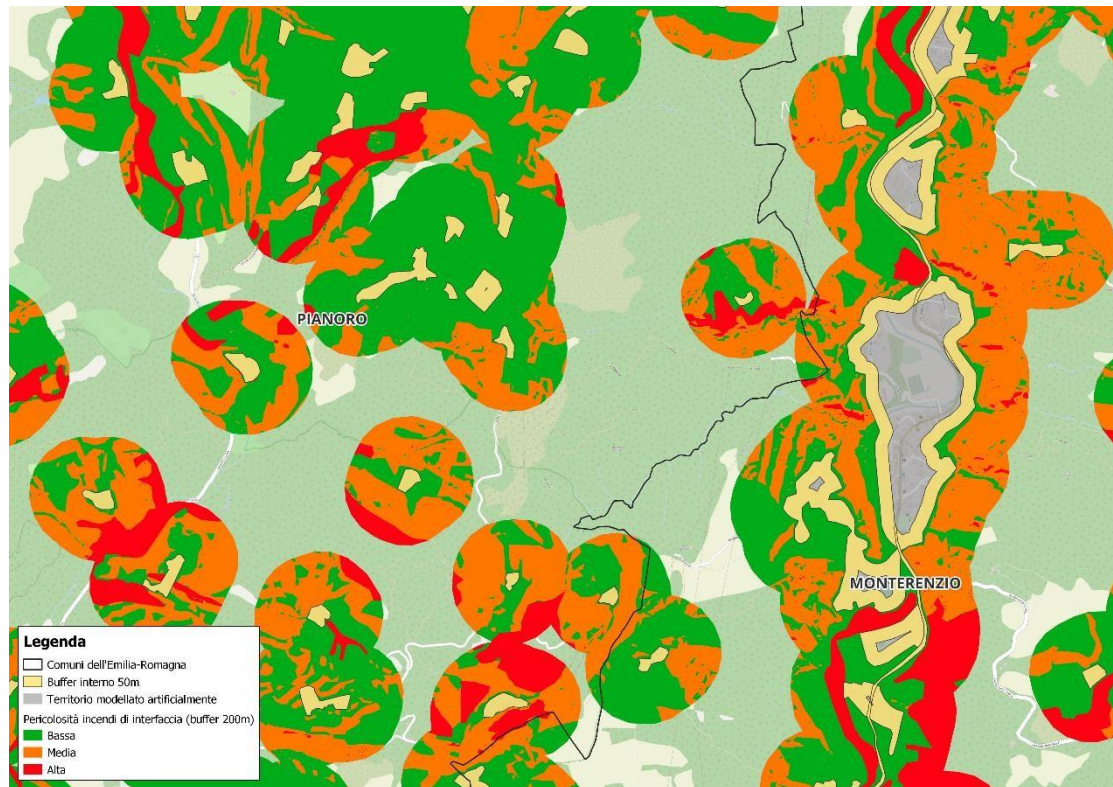 PIANORO
MONTERENZIO
Legenda
Comuni dell'Emilia-Romagna
Buffer interno 50m
Territorio modellato artificialmente
Pericolosità incendi di interfaccia (buffer 200m)
Bassa
Media
Alta